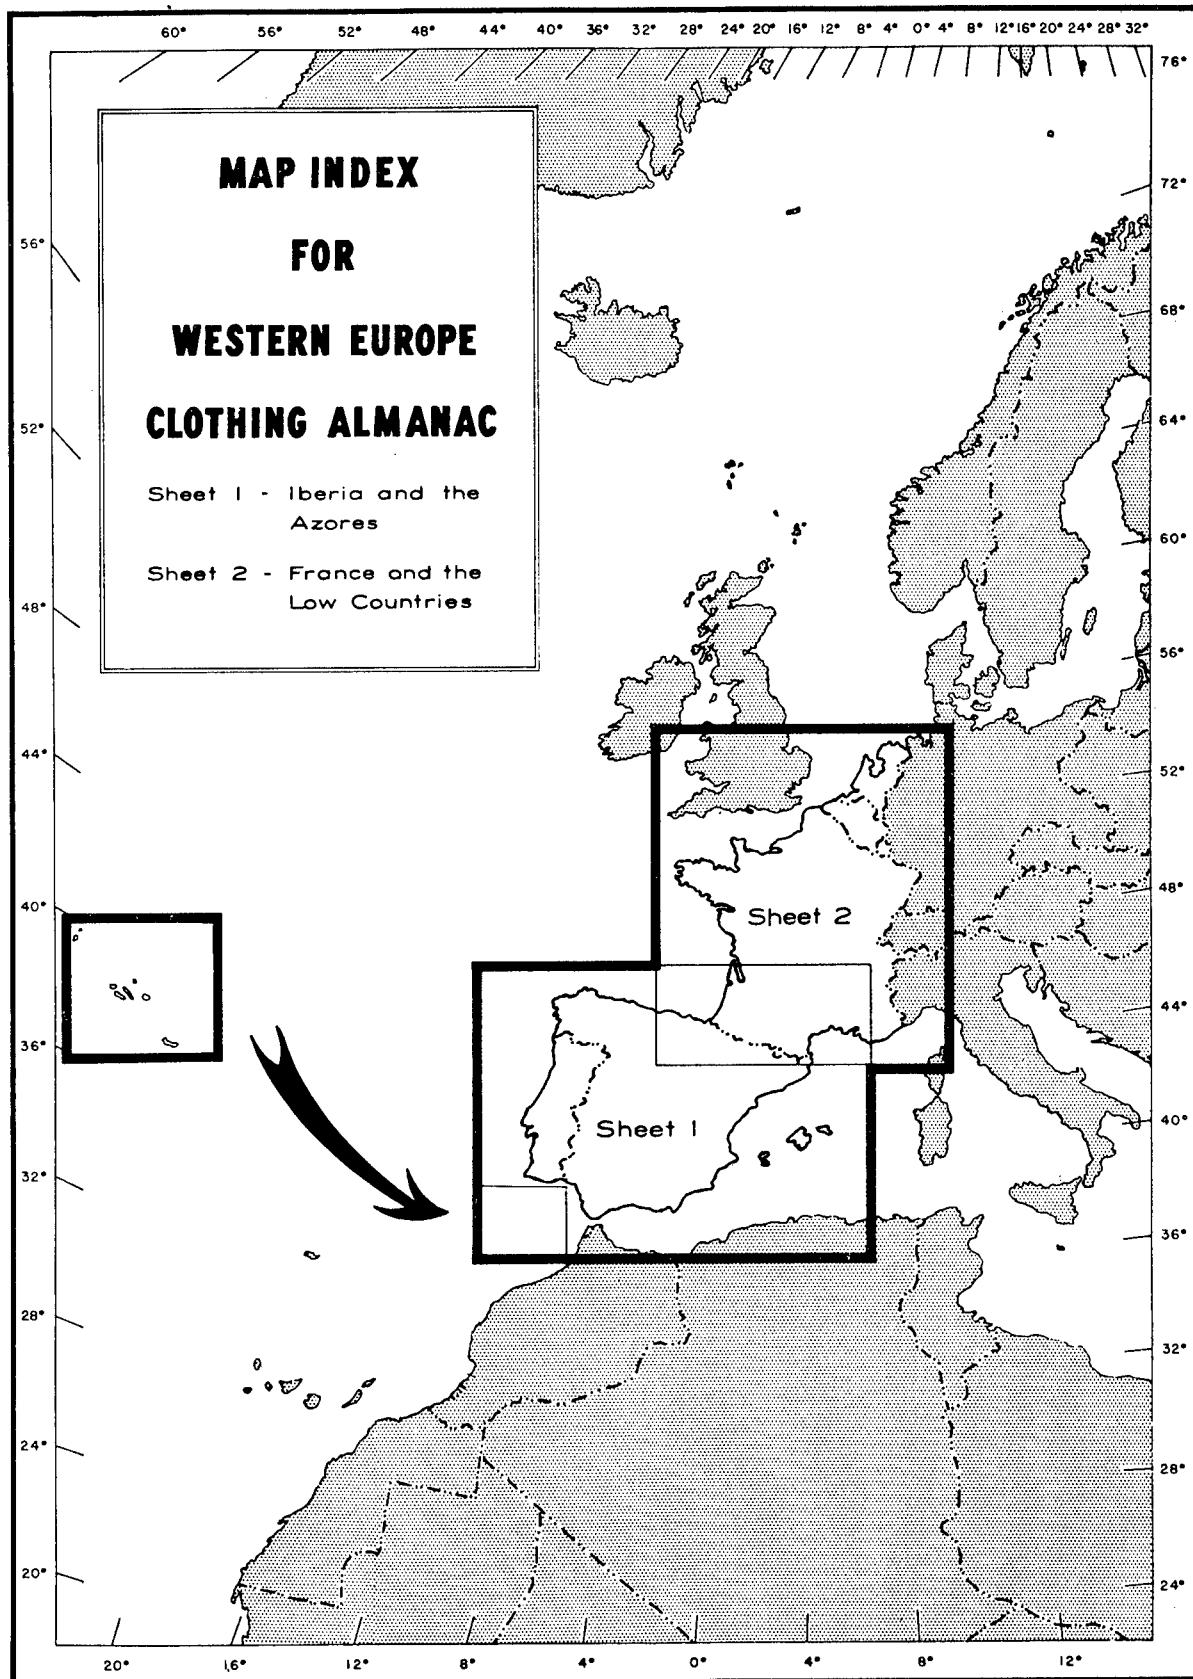 60° 56° 52° 48° 44° 40° 36° 32° 28° 24° 20° 16° 12° 8° 4° 0° 4° 8° 12° 16° 20° 24° 28° 32°
76°
MAP INDEX
FOR
WESTERN EUROPE
CLOTHING ALMANAC
Sheet 1 - Iberia and the
Azores
Sheet 2 - France and the
Low Countries
72°
56°
68°
64°
52°
60°
48°
56°
44°
52°
48°
40°
Sheet 2
44°
36°
40°
Sheet 1
32°
36°
28°
32°
24°
28°
20°
24°
20° 16° 12° 8° 4° 0° 4° 8° 12°